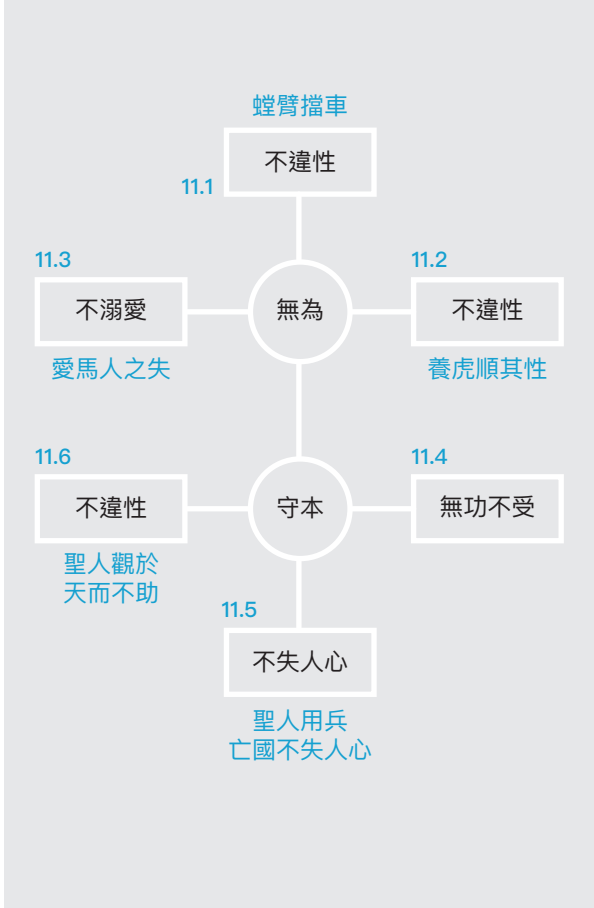 螳臂擋車
不違性
11.1
11.3
11.2
不溺愛
無為
不違性
愛馬人之失
養虎順其性
11.6
11.4
不違性
守本
無功不受
聖人觀於
天而不助
11.5
不失人心
聖人用兵
亡國不失人心